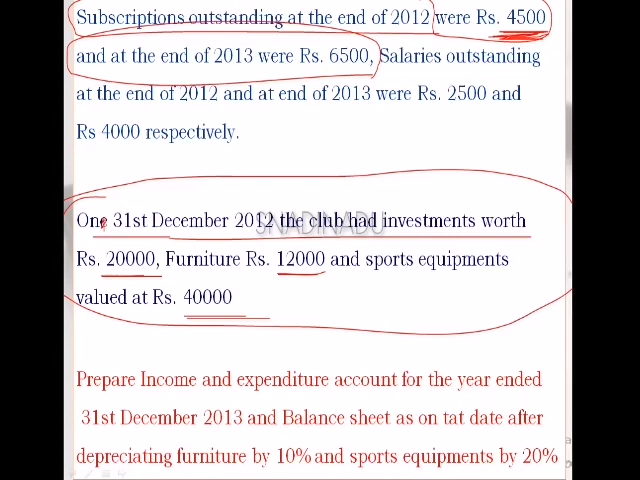 Subscriptions outstanding at the end of 2012 were Rs. 4500
and at the end of 2013 were Rs. 6500, Salaries outstanding
at the end of 2012 and at end of 2013 were Rs. 2500 and
Rs 4000 respectively.
One 31st December 2012 the club had investments worth
SNADINADU
Rs. 20000, Furniture Rs. 12000 and sports equipments
valued at Rs. 40000
Prepare Income and expenditure account for the year ended
31st December 2013 and Balance sheet as on tat date after
depreciating furniture by 10% and sports equipments by 20%